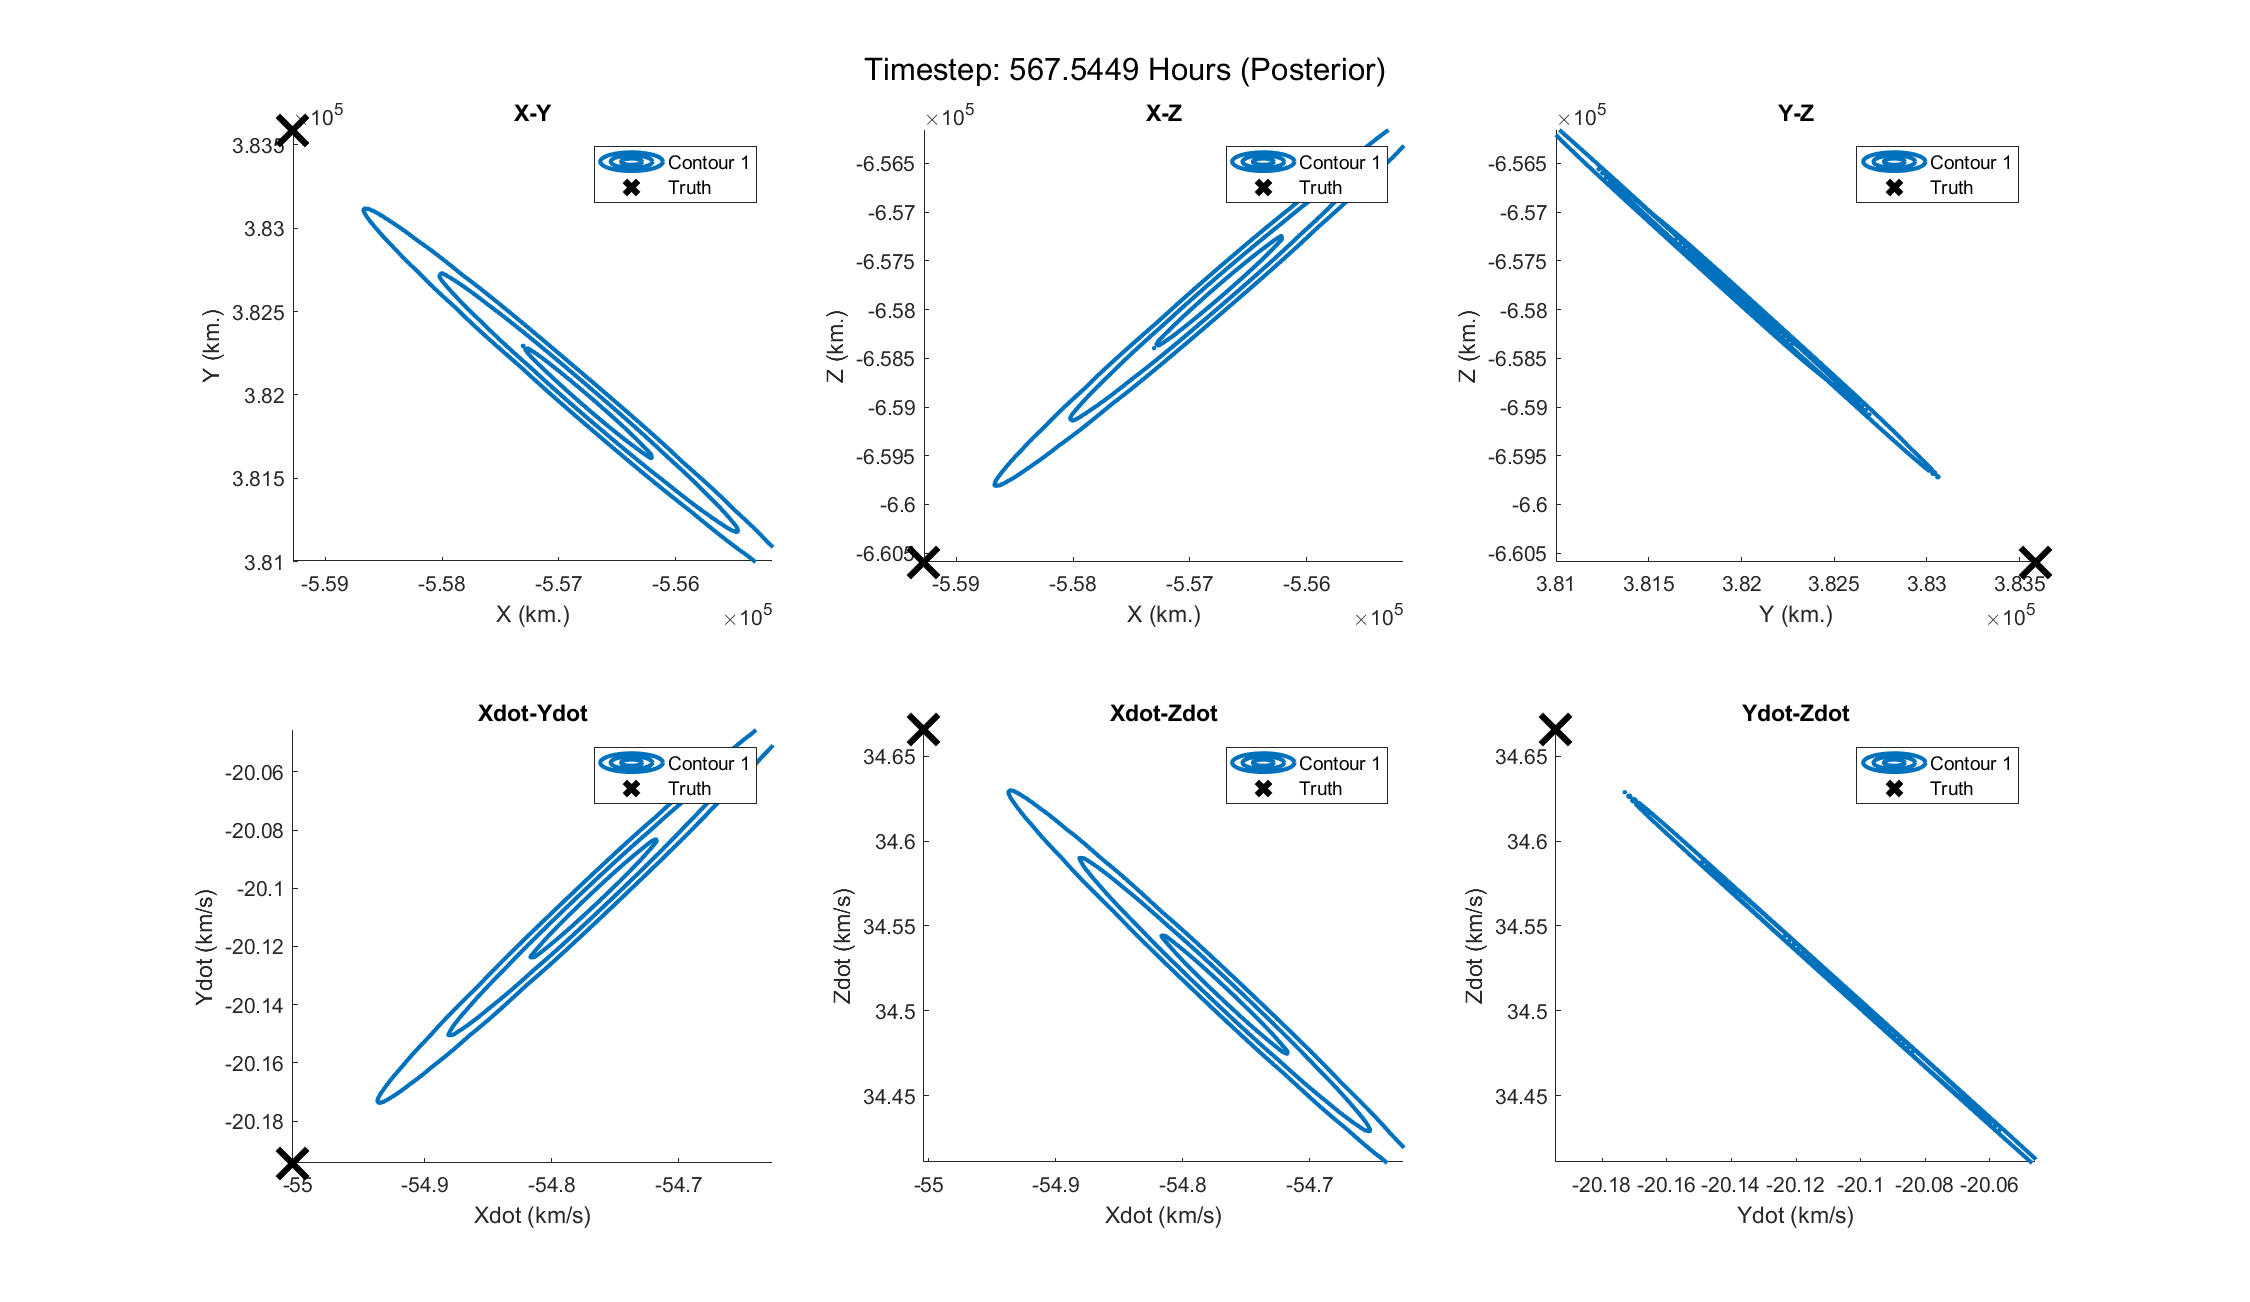 Timestep: 567.5449 Hours (Posterior)
X-Y
×10^5
3.835
3.83
3.825
3.82
3.815
3.81
Y (km.)
-5.59 -5.58 -5.57 -5.56
X (km.)
×10^5
Contour 1
Truth
X-Z
×10^5
-6.565
-6.57
-6.575
-6.58
-6.585
-6.59
-6.595
-6.6
-6.605
Z (km.)
-5.59 -5.58 -5.57 -5.56
X (km.)
×10^5
Contour 1
Truth
Y-Z
×10^5
-6.565
-6.57
-6.575
-6.58
-6.585
-6.59
-6.595
-6.6
-6.605
Z (km.)
3.81 3.815 3.82 3.825 3.83 3.835
Y (km.)
×10^5
Contour 1
Truth
Xdot-Ydot
-20.06
-20.08
-20.1
-20.12
-20.14
-20.16
-20.18
Ydot (km/s)
-55 -54.9 -54.8 -54.7
Xdot (km/s)
Contour 1
Truth
Xdot-Zdot
34.65
34.6
34.55
34.5
34.45
Zdot (km/s)
-55 -54.9 -54.8 -54.7
Xdot (km/s)
Contour 1
Truth
Ydot-Zdot
34.65
34.6
34.55
34.5
34.45
Zdot (km/s)
-20.18 -20.16 -20.14 -20.12 -20.1 -20.08 -20.06
Ydot (km/s)
Contour 1
Truth